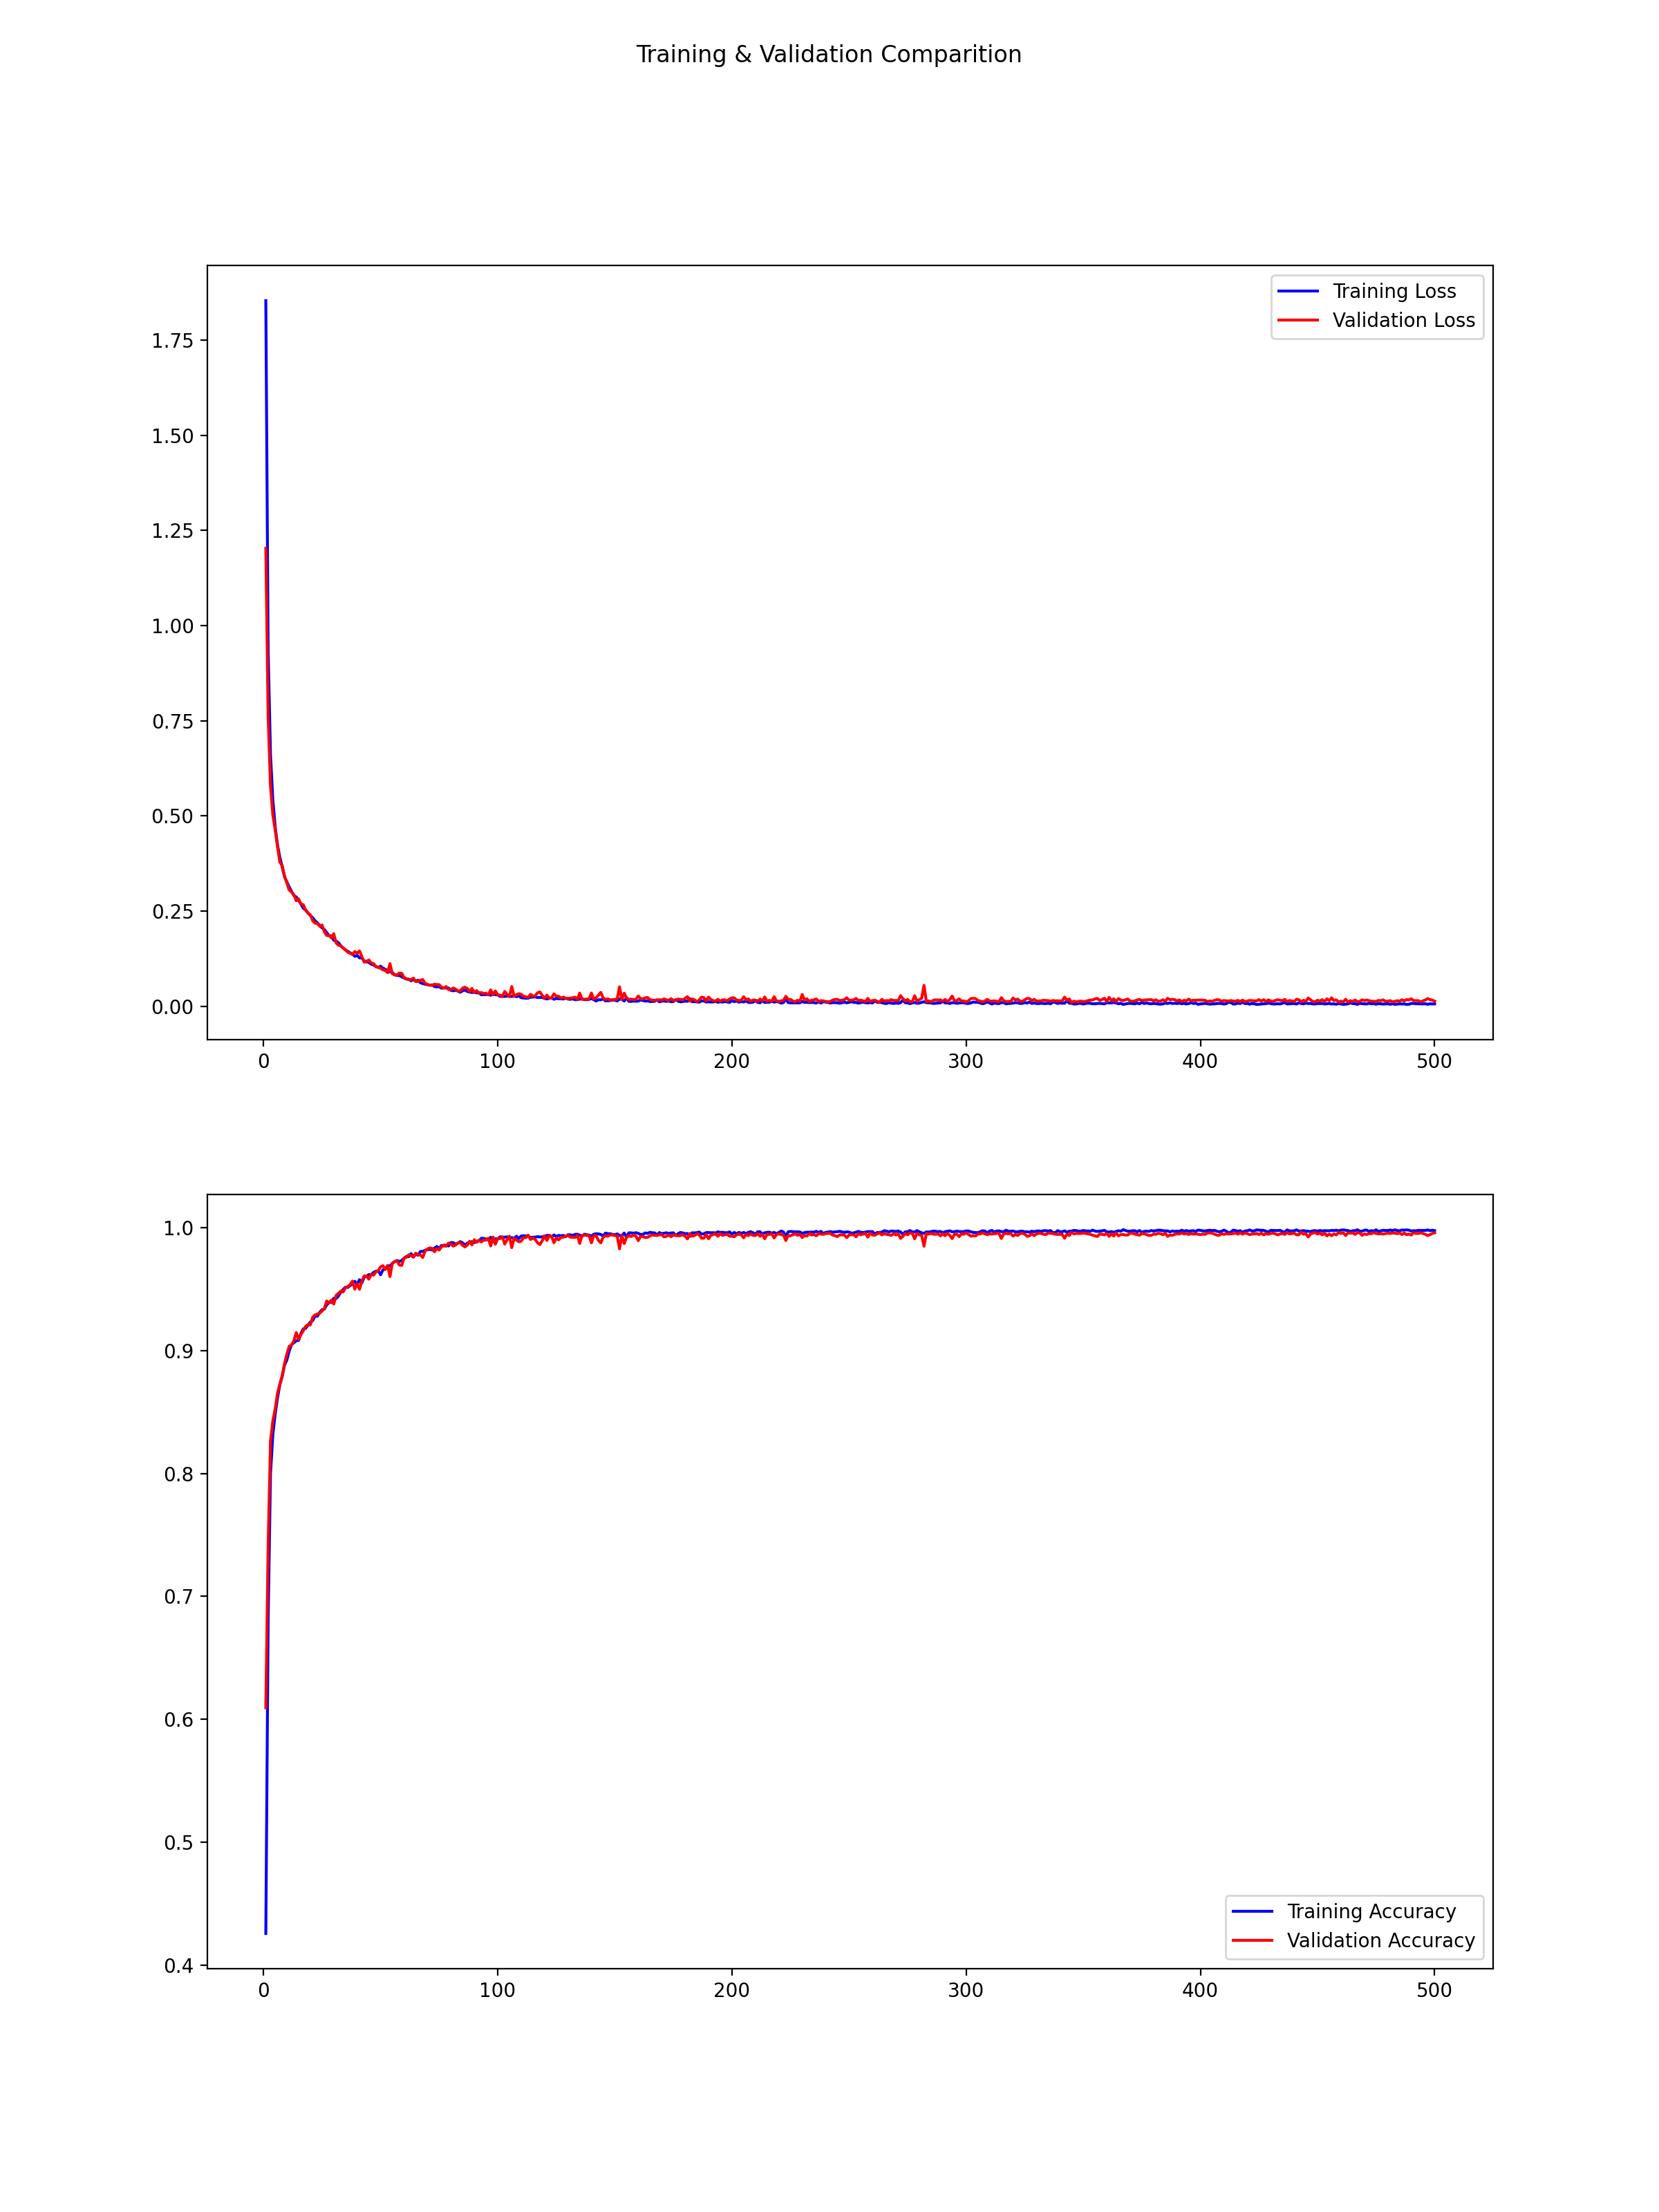 Training & Validation Comparition
Training Loss
Validation Loss
1.75
1.50
1.25
1.00
0.75
0.50
0.25
0.00
0 100 200 300 400 500
1.0
0.9
0.8
0.7
0.6
0.5
0.4
Training Accuracy
Validation Accuracy
0 100 200 300 400 500